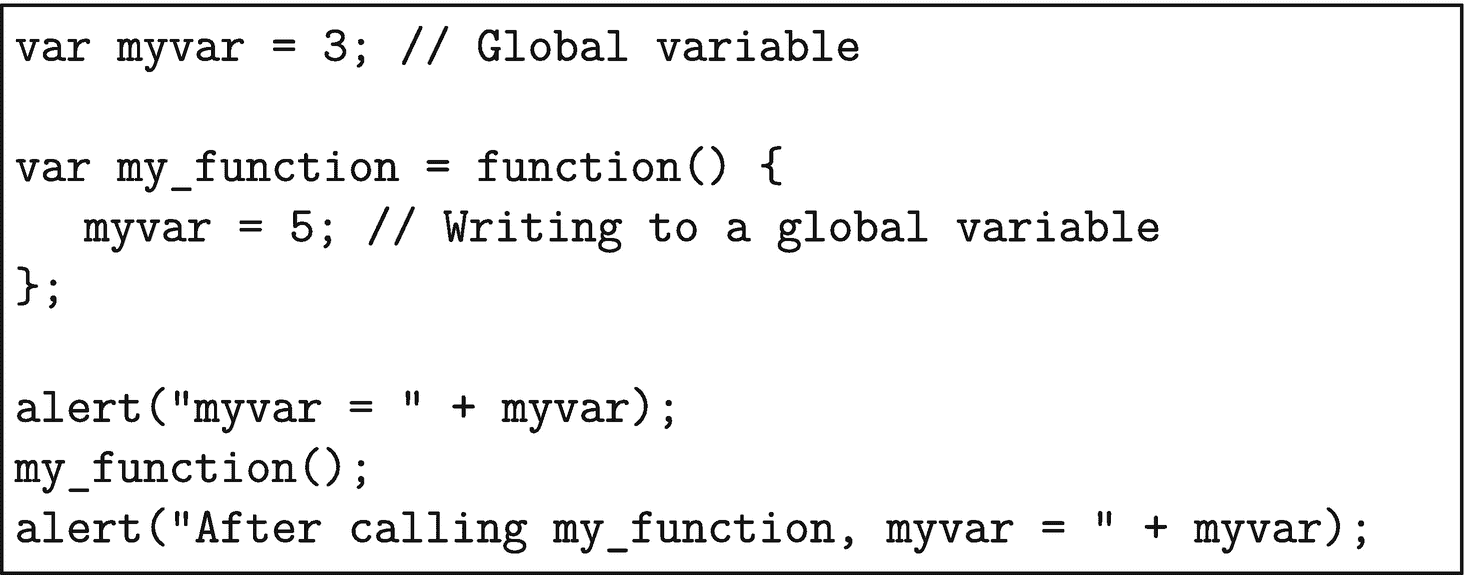 var myvar = 3; // Global variable
var my_function = function() {
myvar = 5; // Writing to a global variable
};
alert("myvar = " + myvar);
my_function();
alert("After calling my_function, myvar = " + myvar);